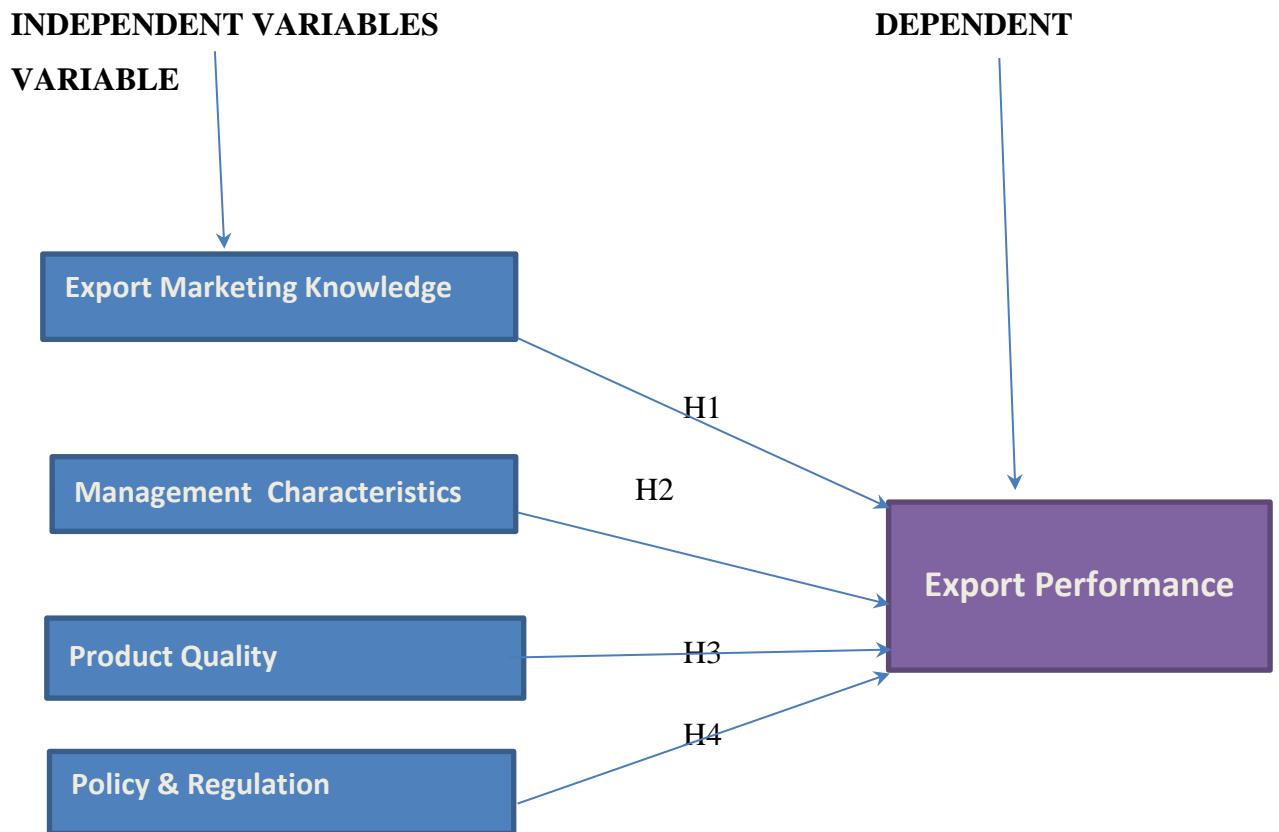 INDEPENDENT VARIABLES DEPENDENT
VARIABLE
Export Marketing Knowledge
H1
Management Characteristics
H2
Export Performance
Product Quality
H3
H4
Policy & Regulation